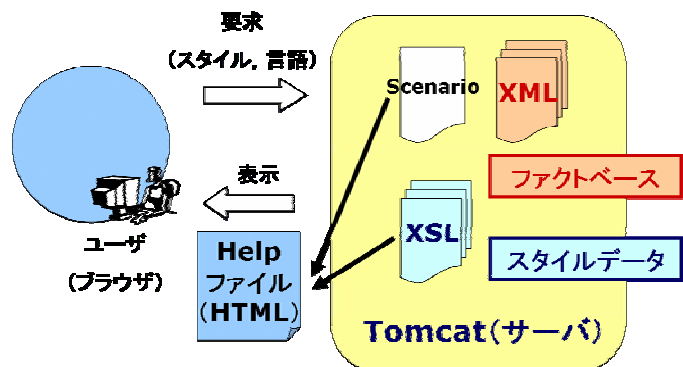 要求
(スタイル, 言語)
Scenario
XML
ファクトベース
表示
ユーザ
(ブラウザ)
Help
ファイル
(HTML)
XSL
スタイルデータ
Tomcat(サーバ)